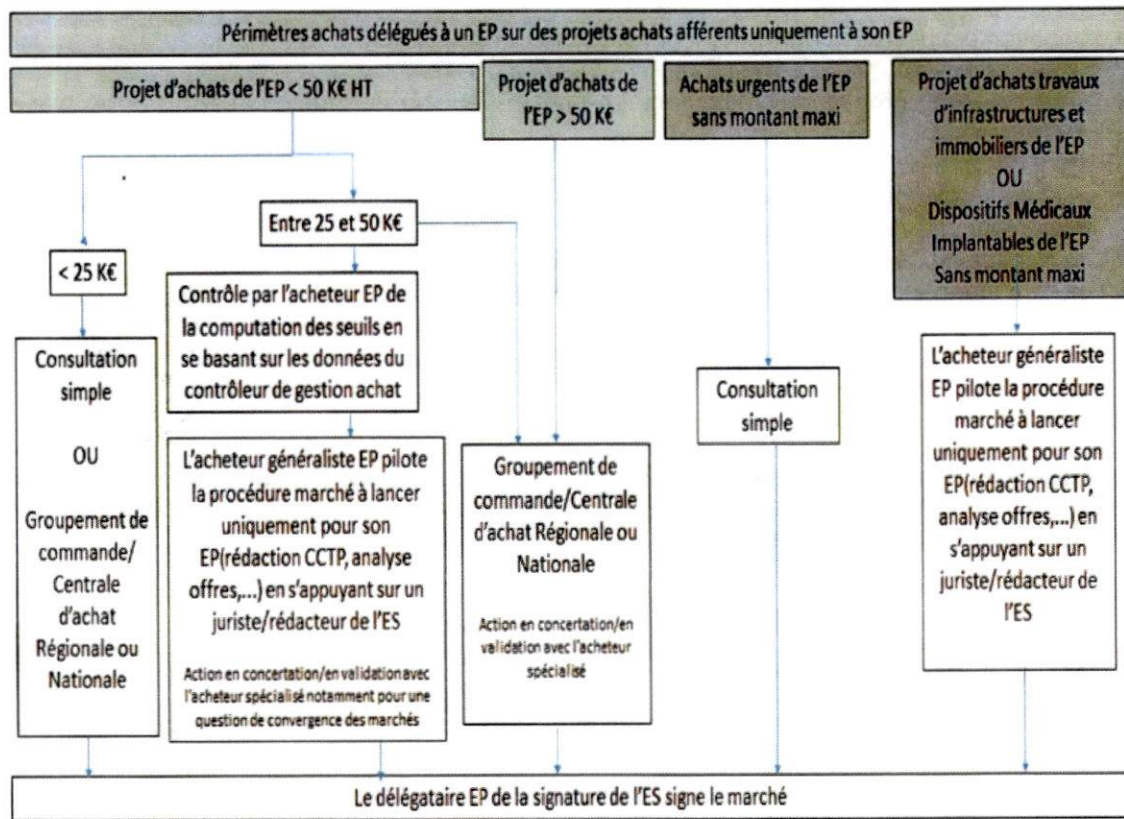 Périmètres achats délégués à un EP sur des projets achats afférents uniquement à son EP
Projet d'achats de l'EP < 50 K€ HT
Projet d'achats de
l'EP > 50 K€
Achats urgents de l'EP
sans montant maxi
Projet d'achats travaux
d'infrastructures et
immobiliers de l'EP
OU
Dispositifs Médicaux
Implantables de l'EP
Sans montant maxi
< 25 K€
Entre 25 et 50 K€
Consultation
simple
OU
Groupement de
commande/
Centrale
d'achat
Régionale ou
Nationale
Contrôle par l'acheteur EP de
la computation des seuils en
se basant sur les données du
contrôleur de gestion achat
L'acheteur généraliste EP pilote
la procédure marché à lancer
uniquement pour son
EP(rédaction CCTP, analyse
offres,...) en s'appuyant sur un
juriste/rédacteur de l'ES
Action en concertation/en validation avec
l'acheteur spécialisé notamment pour une
question de convergence des marchés
Groupement de
commande/Centrale
d'achat Régionale ou
Nationale
Action en concertation/en
validation avec l'acheteur
spécialisé
Consultation
simple
L'acheteur généraliste
EP pilote la procédure
marché à lancer
uniquement pour son
EP(rédaction CCTP,
analyse offres,...) en
s'appuyant sur un
juriste/rédacteur de
l'ES
Le délégataire EP de la signature de l'ES signe le marché